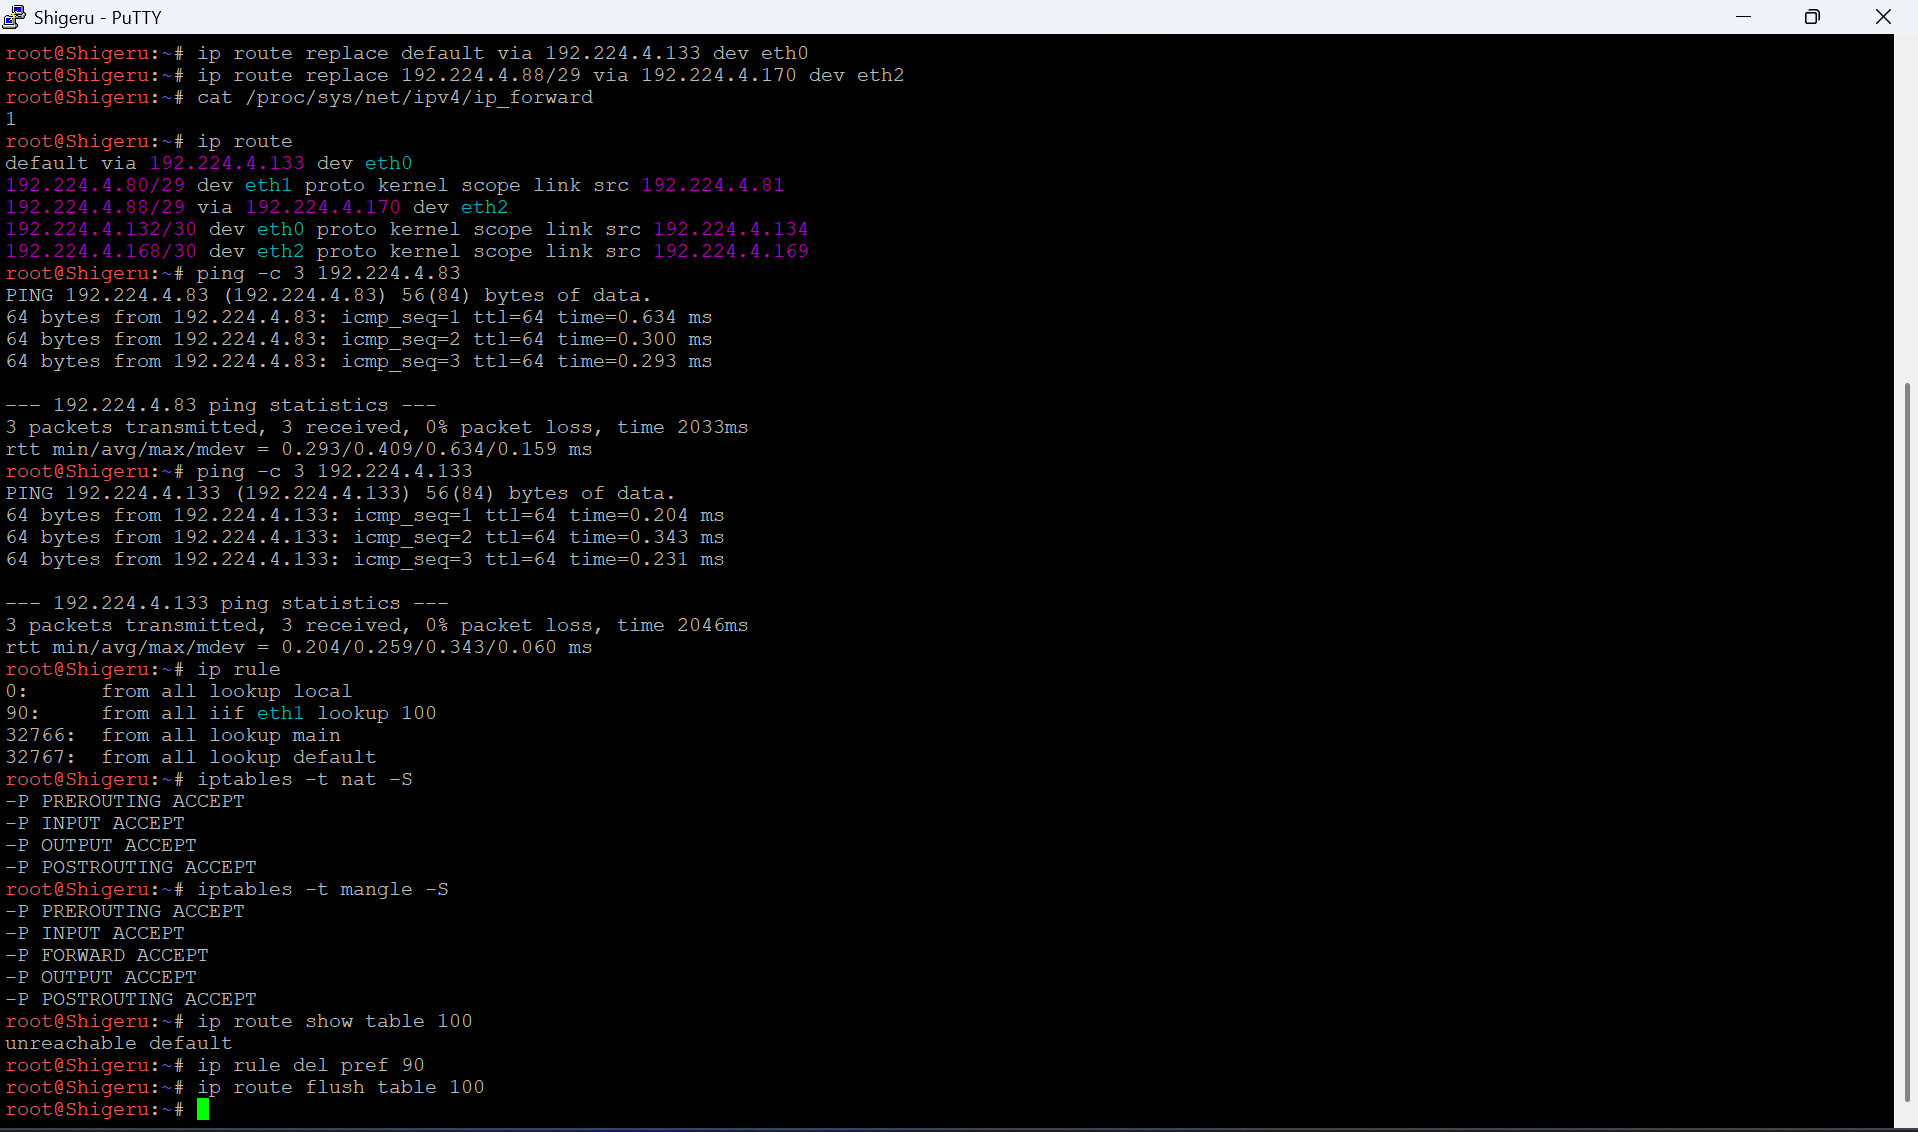 Shigeru - PuTTY
root@Shigeru:~# ip route replace default via 192.224.4.133 dev eth0
root@Shigeru:~# ip route replace 192.224.4.88/29 via 192.224.4.170 dev eth2
root@Shigeru:~# cat /proc/sys/net/ipv4/ip_forward
1
root@Shigeru:~# ip route
default via 192.224.4.133 dev eth0
192.224.4.80/29 dev eth1 proto kernel scope link src 192.224.4.81
192.224.4.88/29 via 192.224.4.170 dev eth2
192.224.4.132/30 dev eth0 proto kernel scope link src 192.224.4.134
192.224.4.168/30 dev eth2 proto kernel scope link src 192.224.4.169
root@Shigeru:~# ping -c 3 192.224.4.83
PING 192.224.4.83 (192.224.4.83) 56(84) bytes of data.
64 bytes from 192.224.4.83: icmp_seq=1 ttl=64 time=0.634 ms
64 bytes from 192.224.4.83: icmp_seq=2 ttl=64 time=0.300 ms
64 bytes from 192.224.4.83: icmp_seq=3 ttl=64 time=0.293 ms

--- 192.224.4.83 ping statistics ---
3 packets transmitted, 3 received, 0% packet loss, time 2033ms
rtt min/avg/max/mdev = 0.293/0.409/0.634/0.159 ms
root@Shigeru:~# ping -c 3 192.224.4.133
PING 192.224.4.133 (192.224.4.133) 56(84) bytes of data.
64 bytes from 192.224.4.133: icmp_seq=1 ttl=64 time=0.204 ms
64 bytes from 192.224.4.133: icmp_seq=2 ttl=64 time=0.343 ms
64 bytes from 192.224.4.133: icmp_seq=3 ttl=64 time=0.231 ms

--- 192.224.4.133 ping statistics ---
3 packets transmitted, 3 received, 0% packet loss, time 2046ms
rtt min/avg/max/mdev = 0.204/0.259/0.343/0.060 ms
root@Shigeru:~# ip rule
0:      from all lookup local
90:     from all iif eth1 lookup 100
32766:  from all lookup main
32767:  from all lookup default
root@Shigeru:~# iptables -t nat -S
-P PREROUTING ACCEPT
-P INPUT ACCEPT
-P OUTPUT ACCEPT
-P POSTROUTING ACCEPT
root@Shigeru:~# iptables -t mangle -S
-P PREROUTING ACCEPT
-P INPUT ACCEPT
-P FORWARD ACCEPT
-P OUTPUT ACCEPT
-P POSTROUTING ACCEPT
root@Shigeru:~# ip route show table 100
unreachable default
root@Shigeru:~# ip rule del pref 90
root@Shigeru:~# ip route flush table 100
root@Shigeru:~#